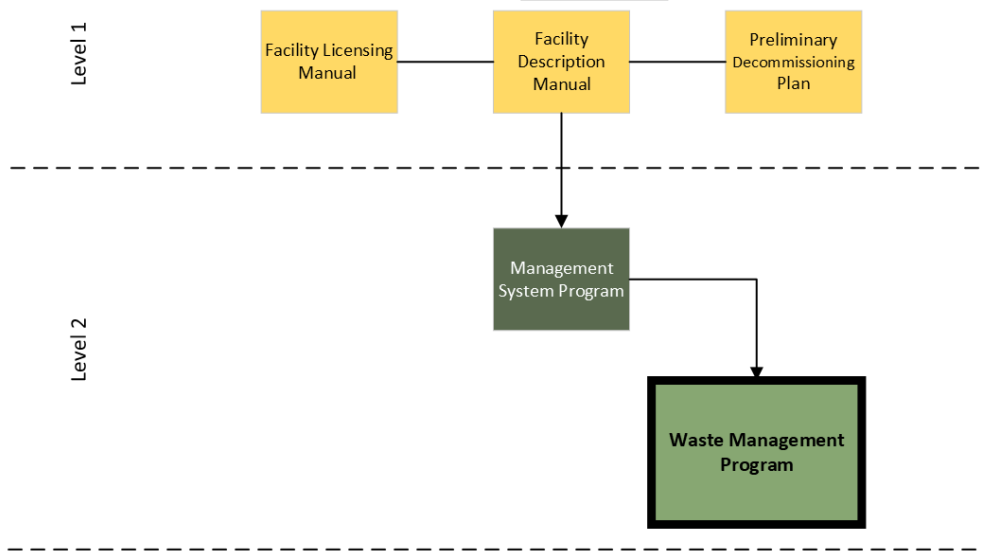 Level 1
Facility Licensing
Manual
Facility
Description
Manual
Preliminary
Decommissioning
Plan
Level 2
Management
System Program
Waste Management
Program